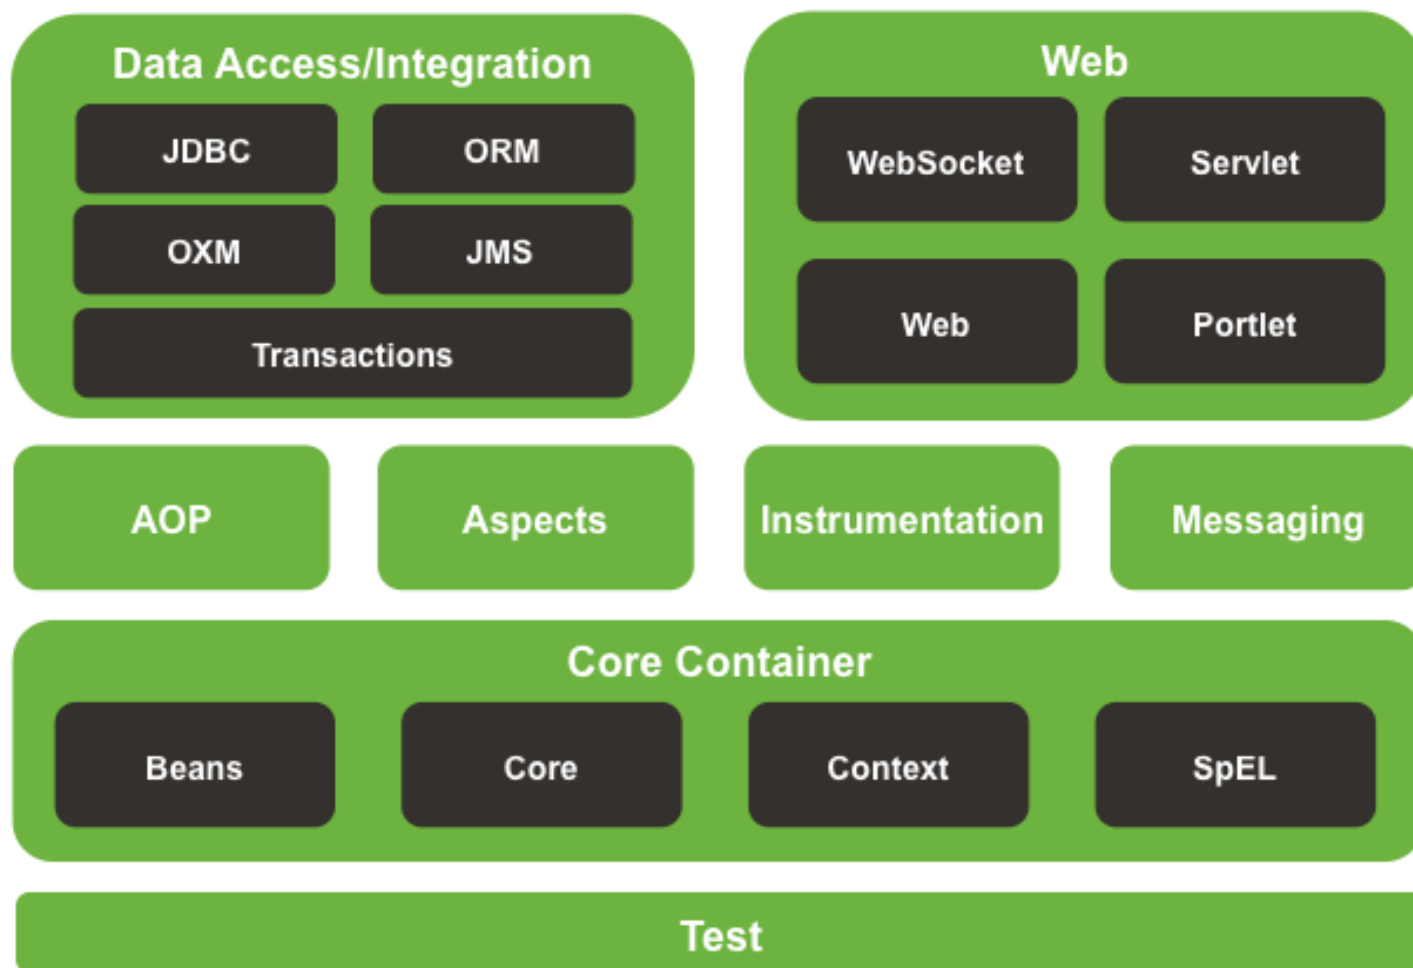 Data Access/Integration
JDBC
ORM
OXM
JMS
Transactions
Web
WebSocket
Servlet
Web
Portlet
AOP
Aspects
Instrumentation
Messaging
Core Container
Beans
Core
Context
SpEL
Test